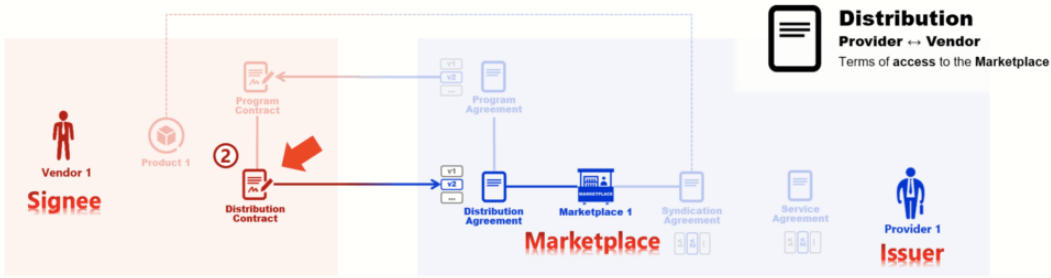 Distribution
Provider ↔ Vendor
Terms of access to the Marketplace
v1
v2
...
Program
Contract
Program
Agreement
Vendor 1
Signee
Product 1
②
Distribution
Contract
v1
v2
...
Distribution
Agreement
MARKETPLACE
Marketplace 1
Marketplace
Syndication
Agreement
Service
Agreement
Provider 1
Issuer